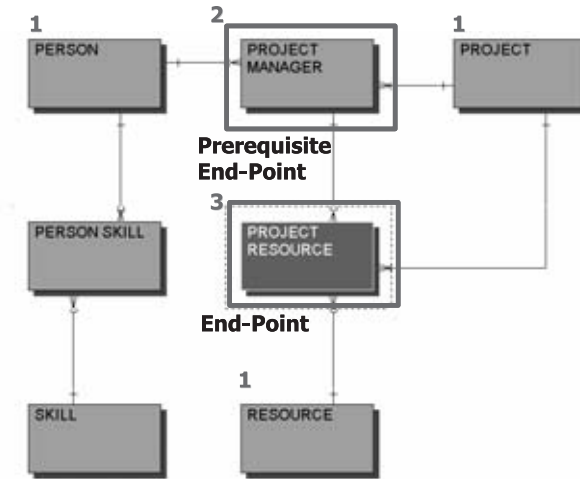 1
PERSON
2
PROJECT
MANAGER
1
PROJECT
Prerequisite
End-Point
PERSON SKILL
3
PROJECT
RESOURCE
End-Point
SKILL
1
RESOURCE